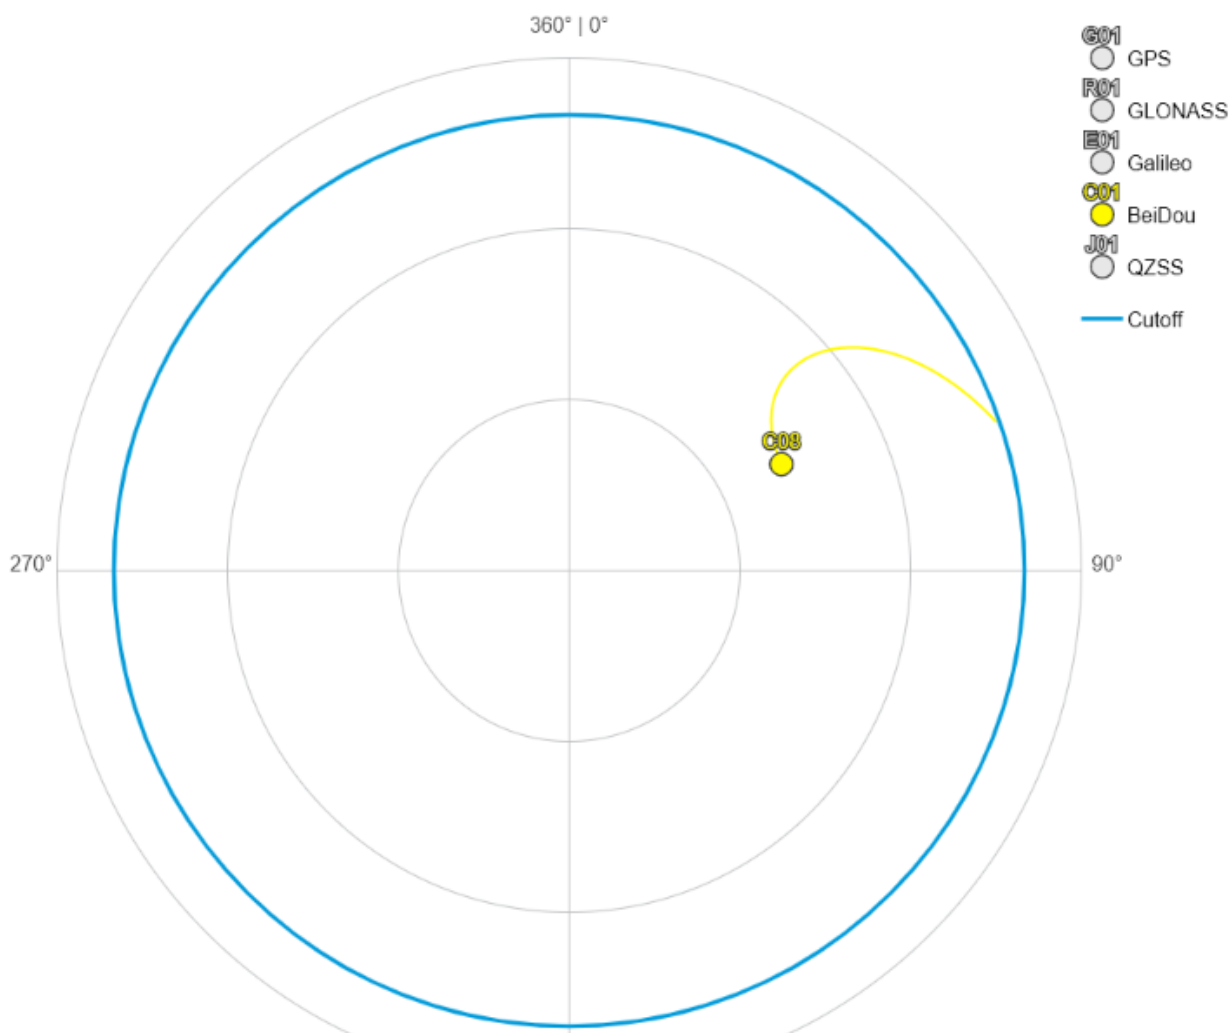 360° | 0°
G01
GPS
R01
GLONASS
E01
Galileo
C01
BeiDou
J01
QZSS
Cutoff
C08
270°
90°